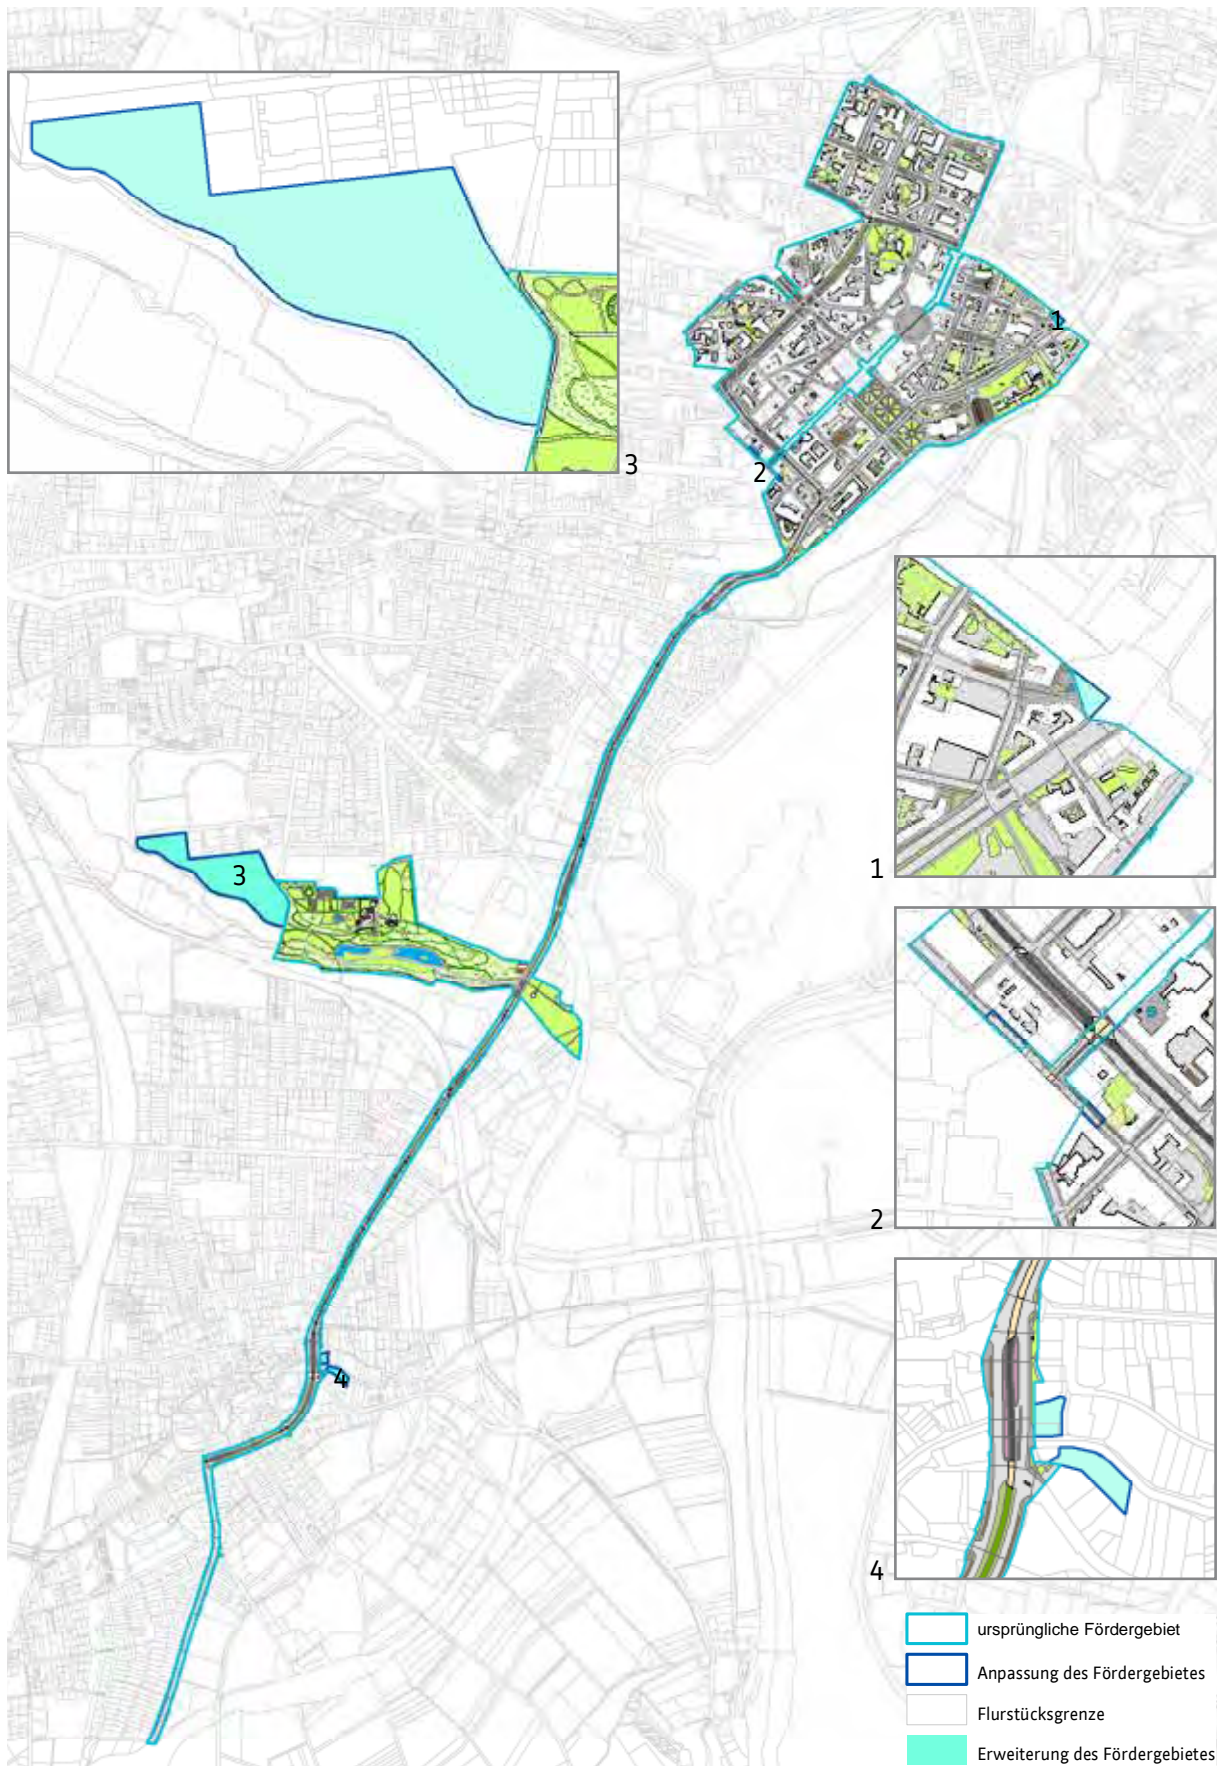 1
3
2
3
1
2
4
4
ursprüngliche Fördergebiet
Anpassung des Fördergebietes
Flurstücksgrenze
Erweiterung des Fördergebietes